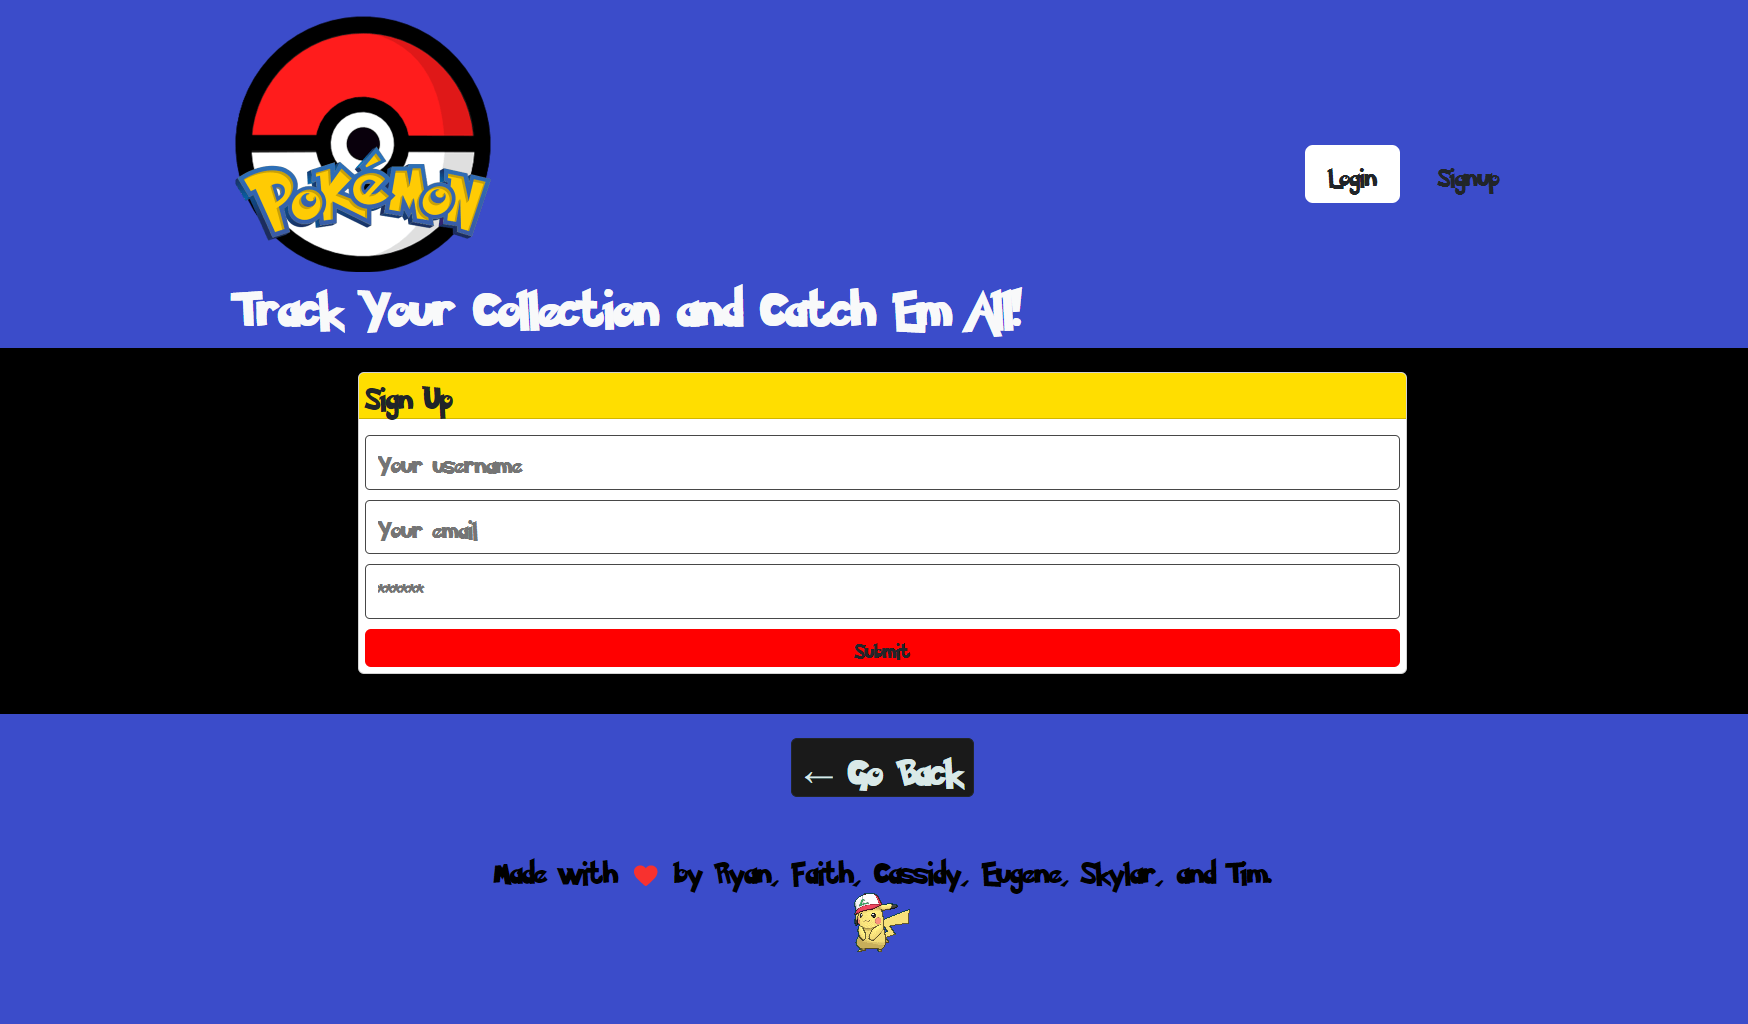 Pokémon
Login
Signup
Track Your Collection and Catch Em All!
Sign Up
Your username
Your email
******
Submit
← Go Back
Made with ❤ by Ryan, Faith, Cassidy, Eugene, Skylar, and Tim.